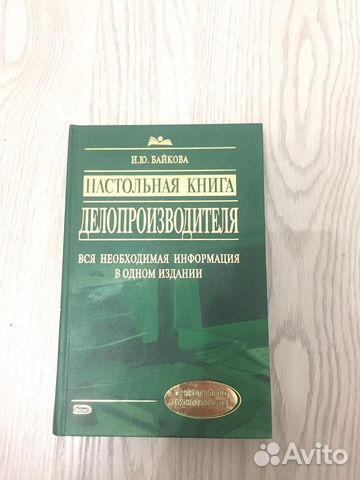 И.Ю. БАЙКОВА
НАСТОЛЬНАЯ КНИГА
ДЕЛОПРОИЗВОДИТЕЛЯ
ВСЯ НЕОБХОДИМАЯ ИНФОРМАЦИЯ
В ОДНОМ ИЗДАНИИ
Avito